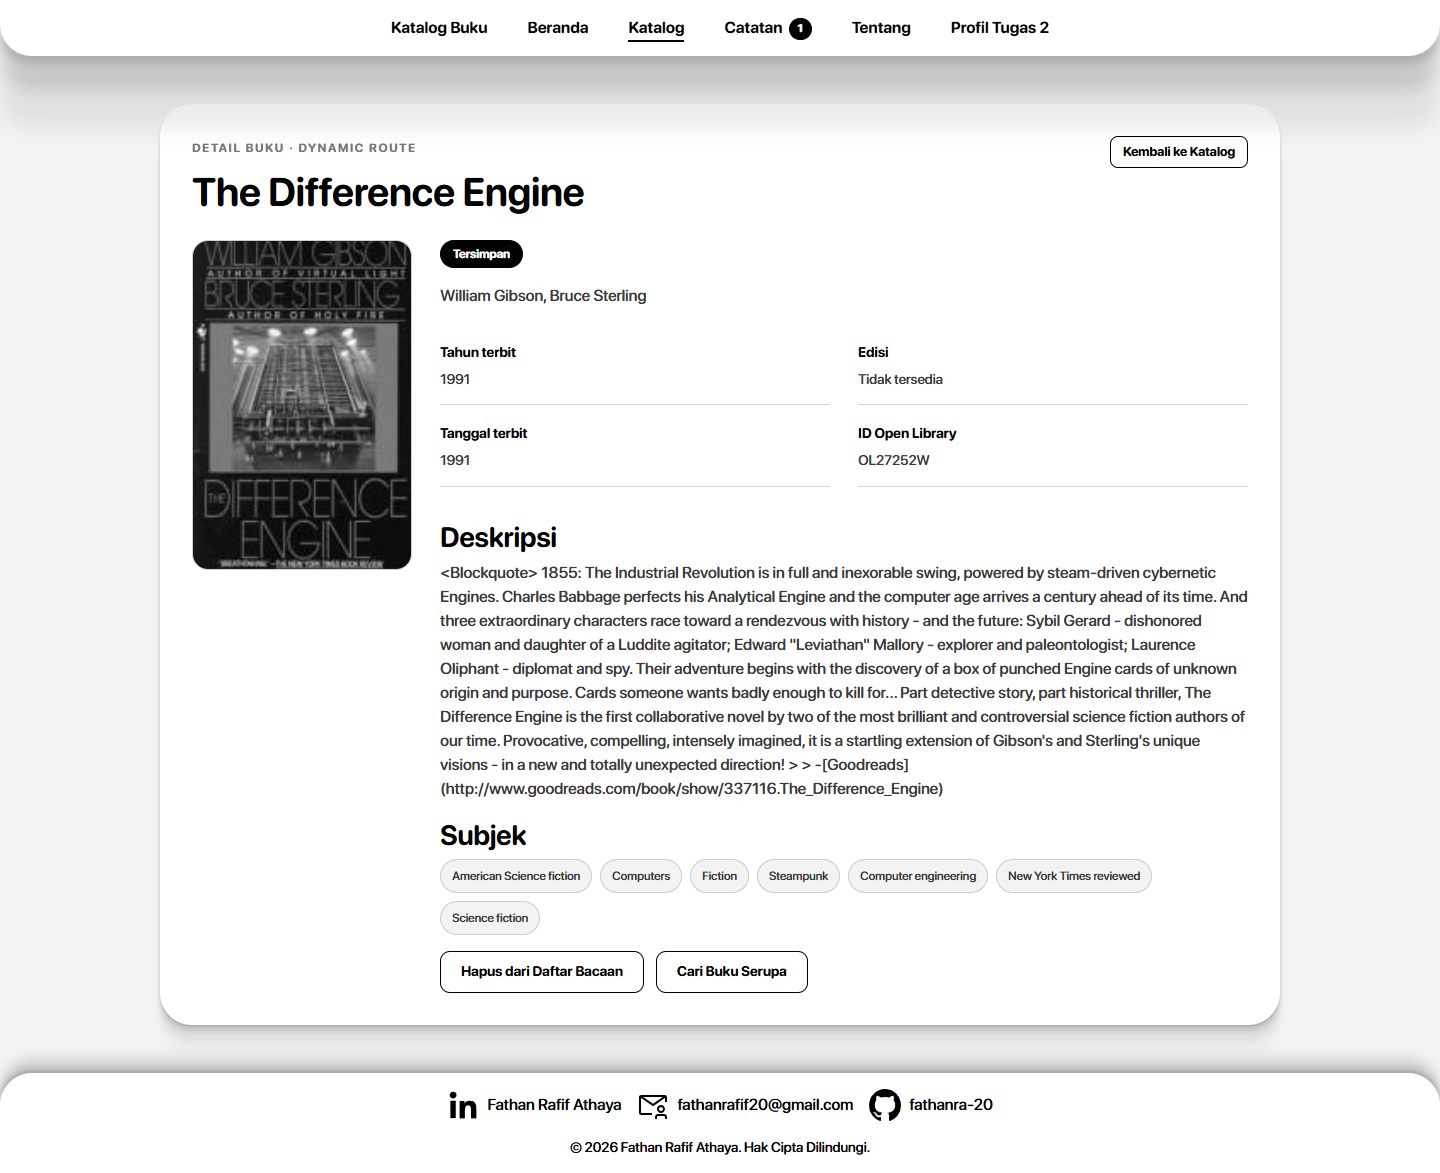 Katalog Buku Beranda Katalog Catatan 1 Tentang Profil Tugas 2
DETAIL BUKU · DYNAMIC ROUTE
Kembali ke Katalog
The Difference Engine
WILLIAM GIBSON
AUTHOR OF VIRTUAL LIGHT
BRUCE STERLING
AUTHOR OF HOLY FIRE
THE DIFFERENCE
ENGINE
Tersimpan
William Gibson, Bruce Sterling
Tahun terbit
1991
Edisi
Tidak tersedia
Tanggal terbit
1991
ID Open Library
OL27252W
Deskripsi
<Blockquote> 1855: The Industrial Revolution is in full and inexorable swing, powered by steam-driven cybernetic
Engines. Charles Babbage perfects his Analytical Engine and the computer age arrives a century ahead of its time. And
three extraordinary characters race toward a rendezvous with history - and the future: Sybil Gerard - dishonored
woman and daughter of a Luddite agitator; Edward "Leviathan" Mallory - explorer and paleontologist; Laurence
Oliphant - diplomat and spy. Their adventure begins with the discovery of a box of punched Engine cards of unknown
origin and purpose. Cards someone wants badly enough to kill for... Part detective story, part historical thriller, The
Difference Engine is the first collaborative novel by two of the most brilliant and controversial science fiction authors of
our time. Provocative, compelling, intensely imagined, it is a startling extension of Gibson's and Sterling's unique
visions - in a new and totally unexpected direction! > > -[Goodreads]
(http://www.goodreads.com/book/show/337116.The_Difference_Engine)
Subjek
American Science fiction Computers Fiction Steampunk Computer engineering New York Times reviewed
Science fiction
Hapus dari Daftar Bacaan Cari Buku Serupa
Fathan Rafif Athaya fathanrafif20@gmail.com fathanra-20
© 2026 Fathan Rafif Athaya. Hak Cipta Dilindungi.